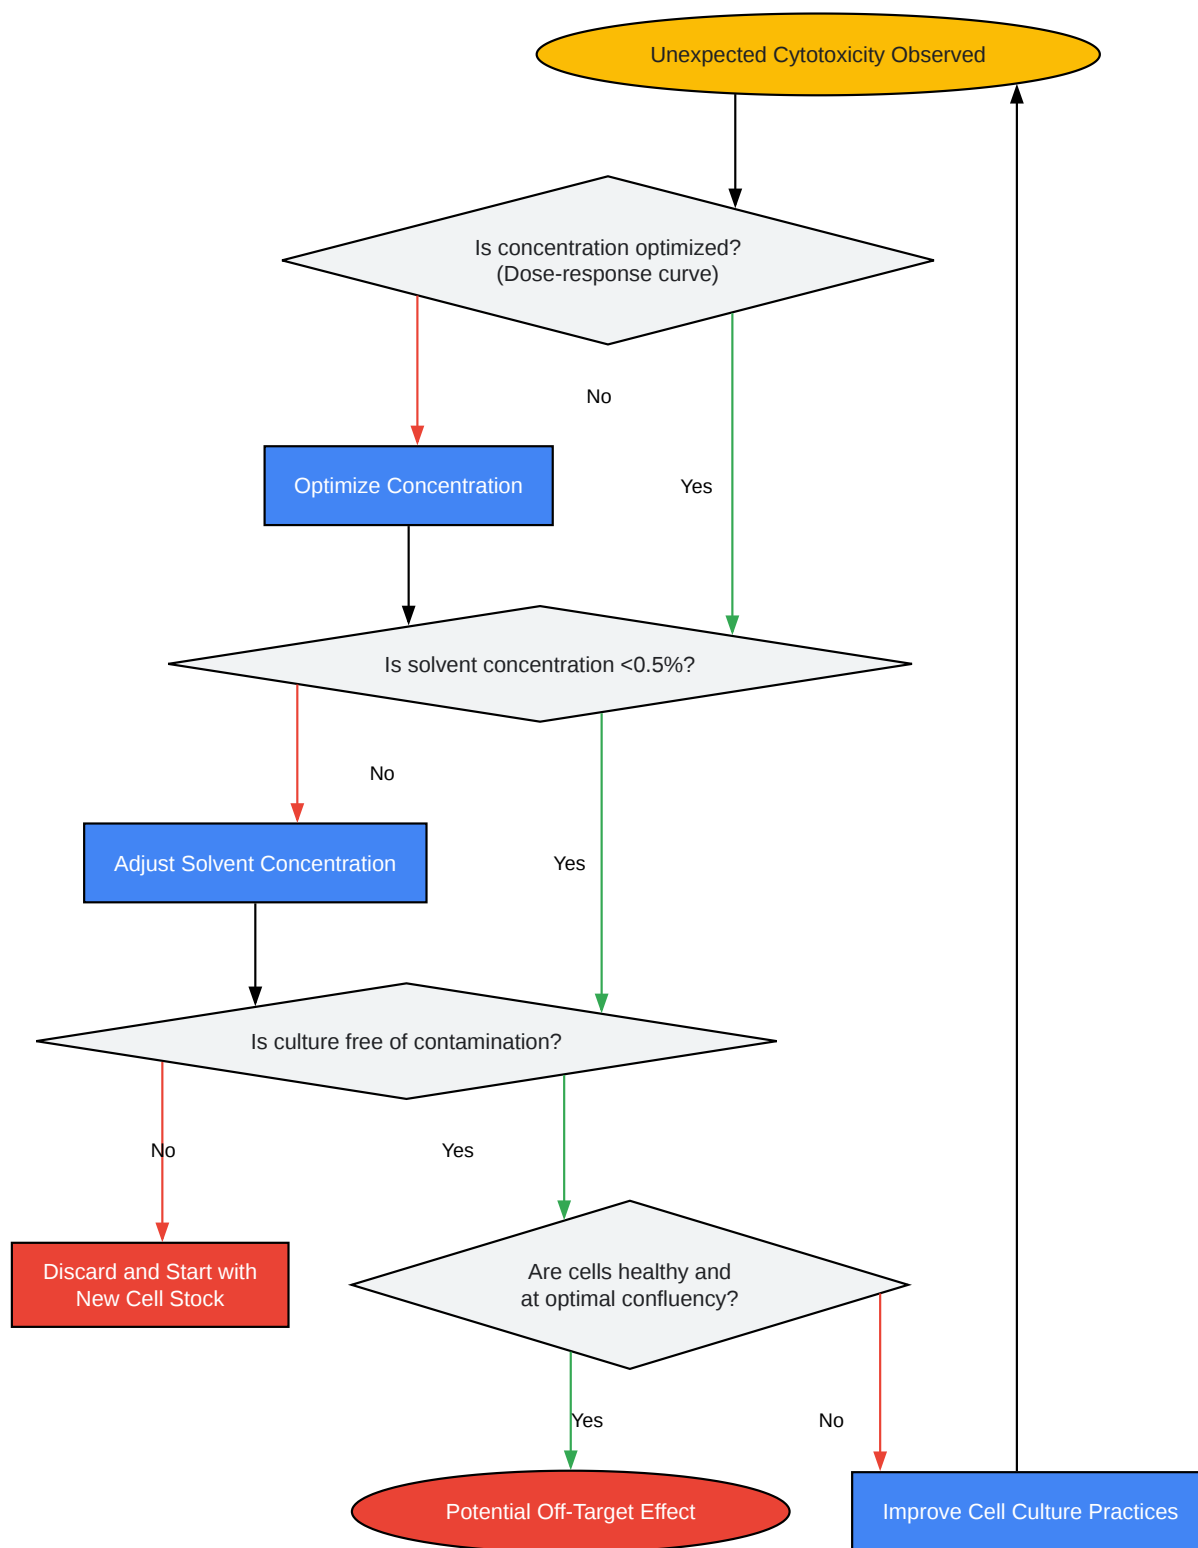 Unexpected Cytotoxicity Observed
Is concentration optimized?
(Dose-response curve)
No
Optimize Concentration
Yes
Is solvent concentration <0.5%?
No
Adjust Solvent Concentration
Yes
Is culture free of contamination?
No
Yes
Discard and Start with
New Cell Stock
Are cells healthy and
at optimal confluency?
Yes
No
Potential Off-Target Effect
Improve Cell Culture Practices